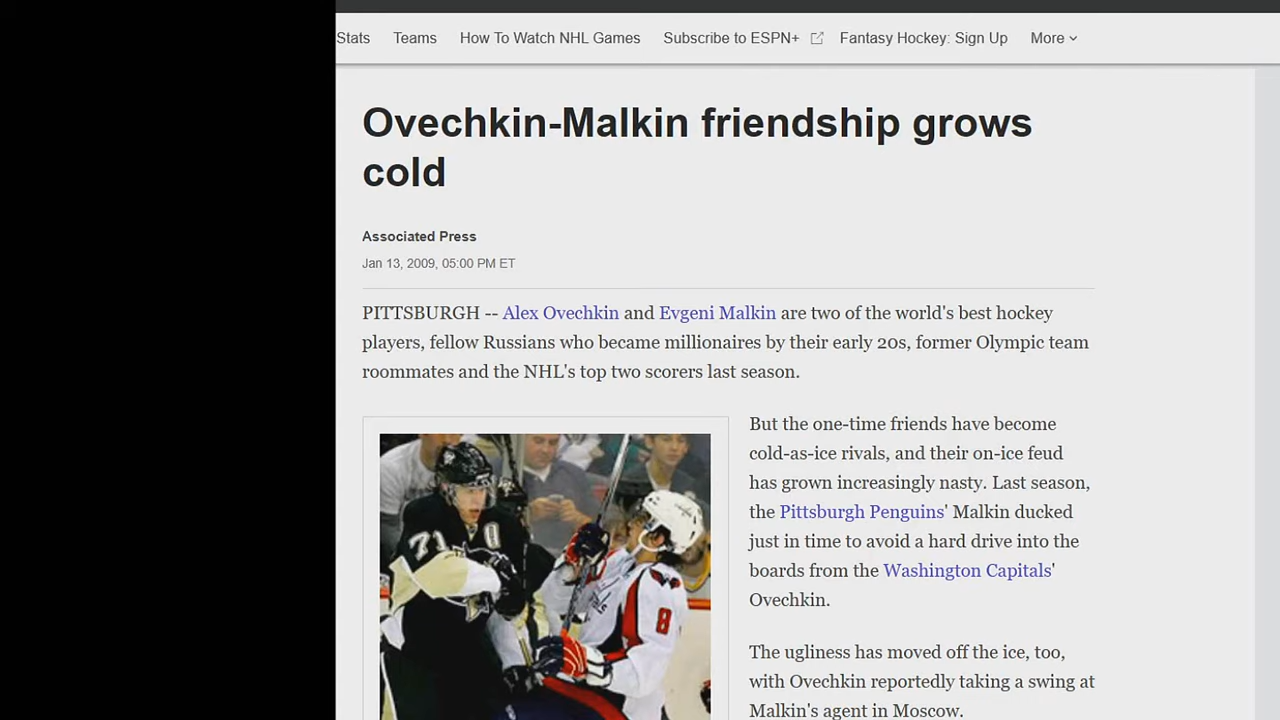 Stats Teams How To Watch NHL Games Subscribe to ESPN+ Fantasy Hockey: Sign Up More
Ovechkin-Malkin friendship grows
cold
Associated Press
Jan 13, 2009, 05:00 PM ET
PITTSBURGH -- Alex Ovechkin and Evgeni Malkin are two of the world's best hockey
players, fellow Russians who became millionaires by their early 20s, former Olympic team
roommates and the NHL's top two scorers last season.
But the one-time friends have become
cold-as-ice rivals, and their on-ice feud
has grown increasingly nasty. Last season,
the Pittsburgh Penguins' Malkin ducked
just in time to avoid a hard drive into the
boards from the Washington Capitals'
Ovechkin.
The ugliness has moved off the ice, too,
with Ovechkin reportedly taking a swing at
Malkin's agent in Moscow.
71
8